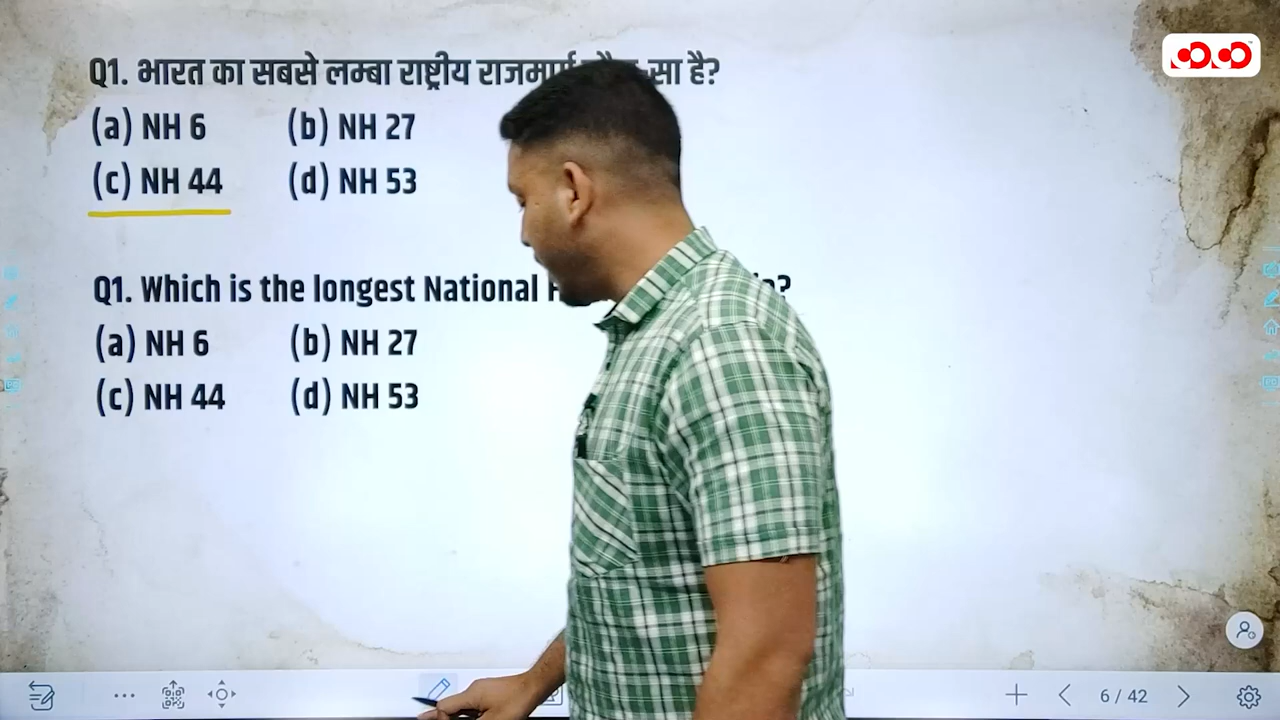 Q1. भारत का सबसे लम्बा राष्ट्रीय सा है?
(a) NH 6 (b) NH 27
(c) NH 44 (d) NH 53
Q1. Which is the longest National
(a) NH 6 (b) NH 27
(c) NH 44 (d) NH 53
6 / 42